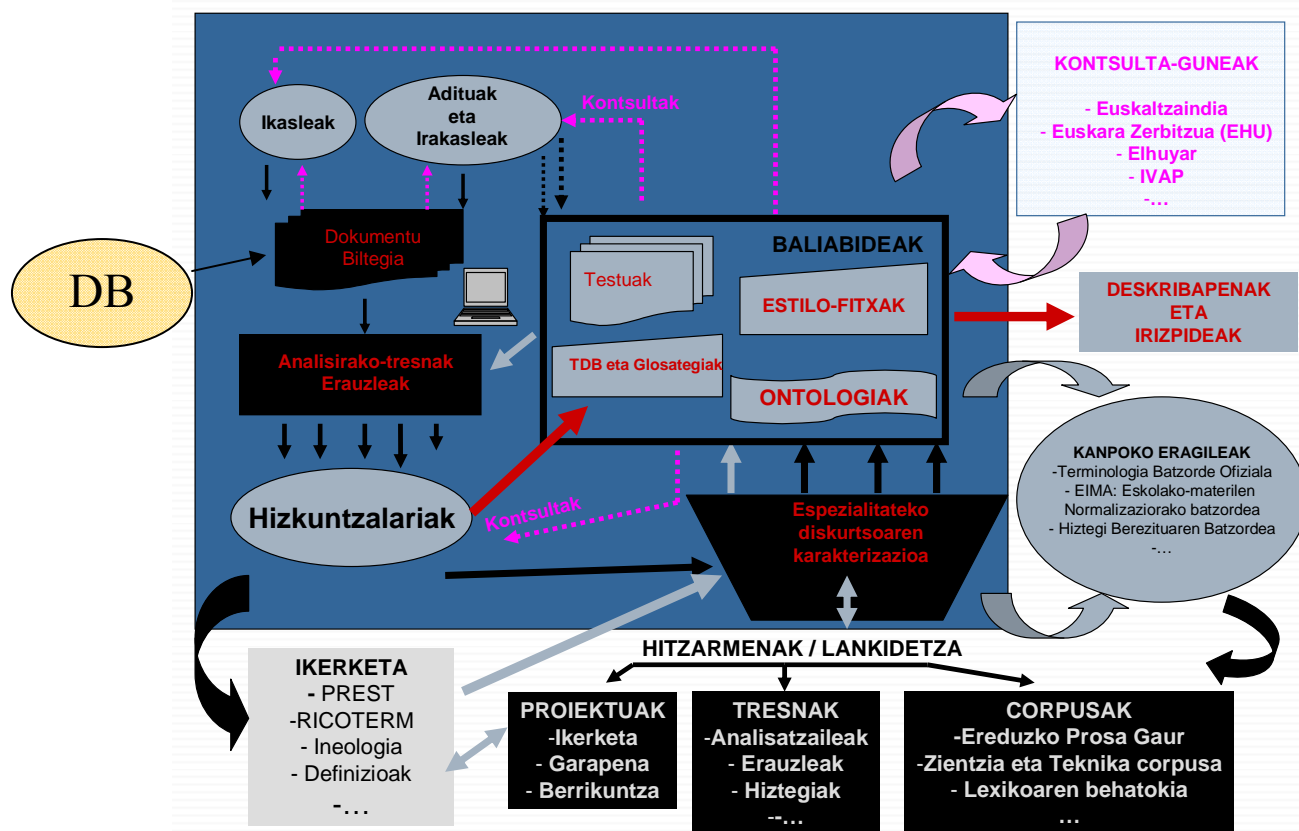 KONTSULTA-GUNEAK
- Euskaltzaindia
- Euskara Zerbitzua (EHU)
- Elhuyar
- IVAP
-…
Ikasleak
Adituak
eta
Irakasleak
Kontsultak
DB
Dokumentu
Biltegia
BALIABIDEAK
Testuak
ESTILO-FITXAK
TDB eta Glosategiak
ONTOLOGIAK
DESKRIBAPENAK
ETA
IRIZPIDEAK
Analisirako-tresnak
Erauzleak
Hizkuntzalariak
Kontsultak
Espezialitateko
diskurtsoaren
karakterizazioa
KANPOKO ERAGILEAK
-Terminologia Batzorde Ofiziala
- EIMA: Eskolako-materilen
Normalizaziorako batzordea
- Hiztegi Berezituaren Batzordea
-…
HITZARMENAK / LANKIDETZA
IKERKETA
- PREST
-RICOTERM
- Ineologia
- Definizioak
-…
PROIEKTUAK
-Ikerketa
- Garapena
- Berrikuntza
TRESNAK
-Analisatzaileak
- Erauzleak
- Hiztegiak
--…
CORPUSAK
-Ereduzko Prosa Gaur
-Zientzia eta Teknika corpusa
- Lexikoaren behatokia
…